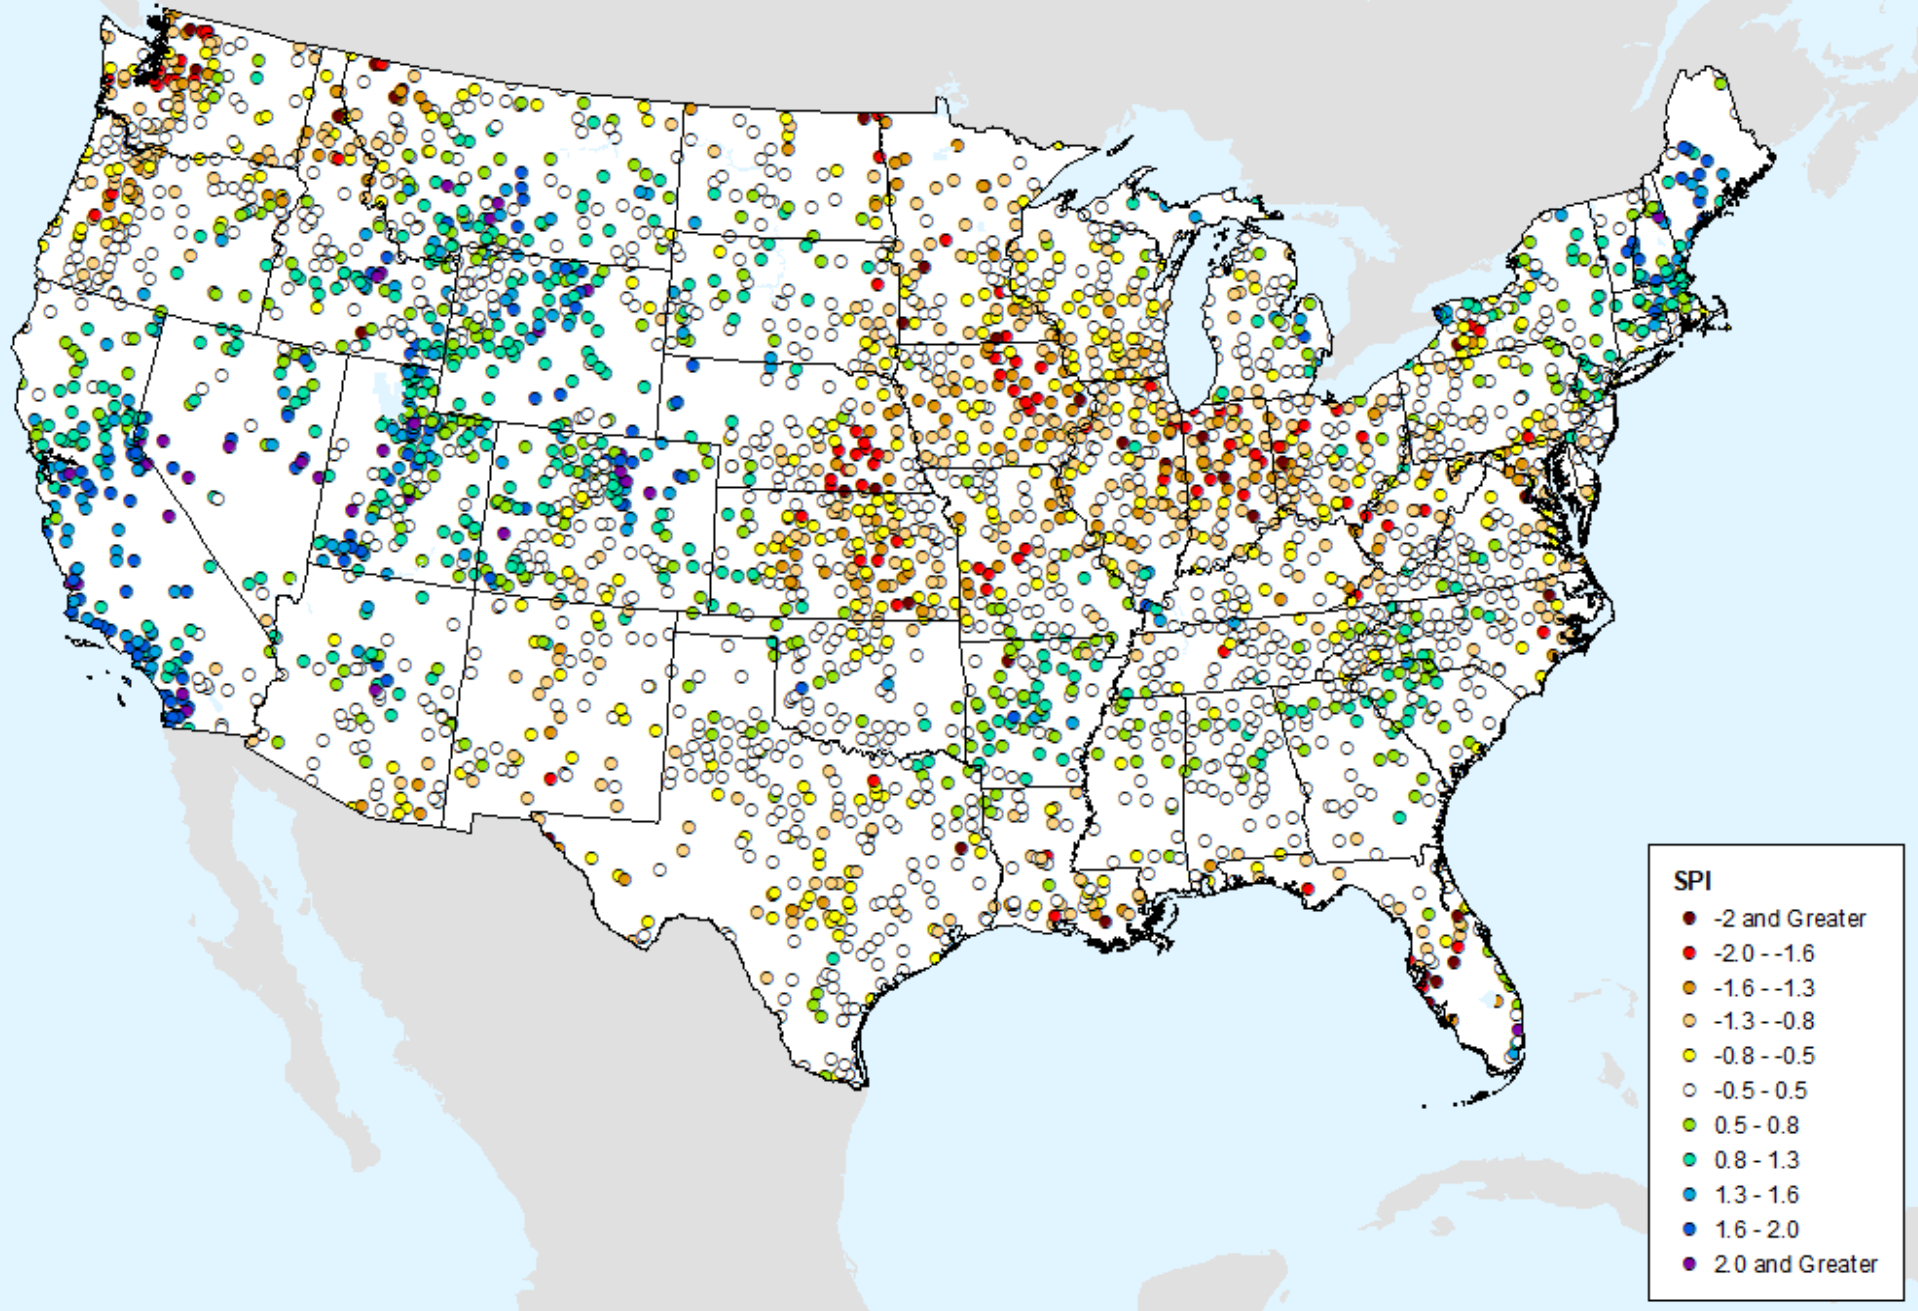 SPI
-2 and Greater
-2.0 - -1.6
-1.6 - -1.3
-1.3 - -0.8
-0.8 - -0.5
-0.5 - 0.5
0.5 - 0.8
0.8 - 1.3
1.3 - 1.6
1.6 - 2.0
2.0 and Greater